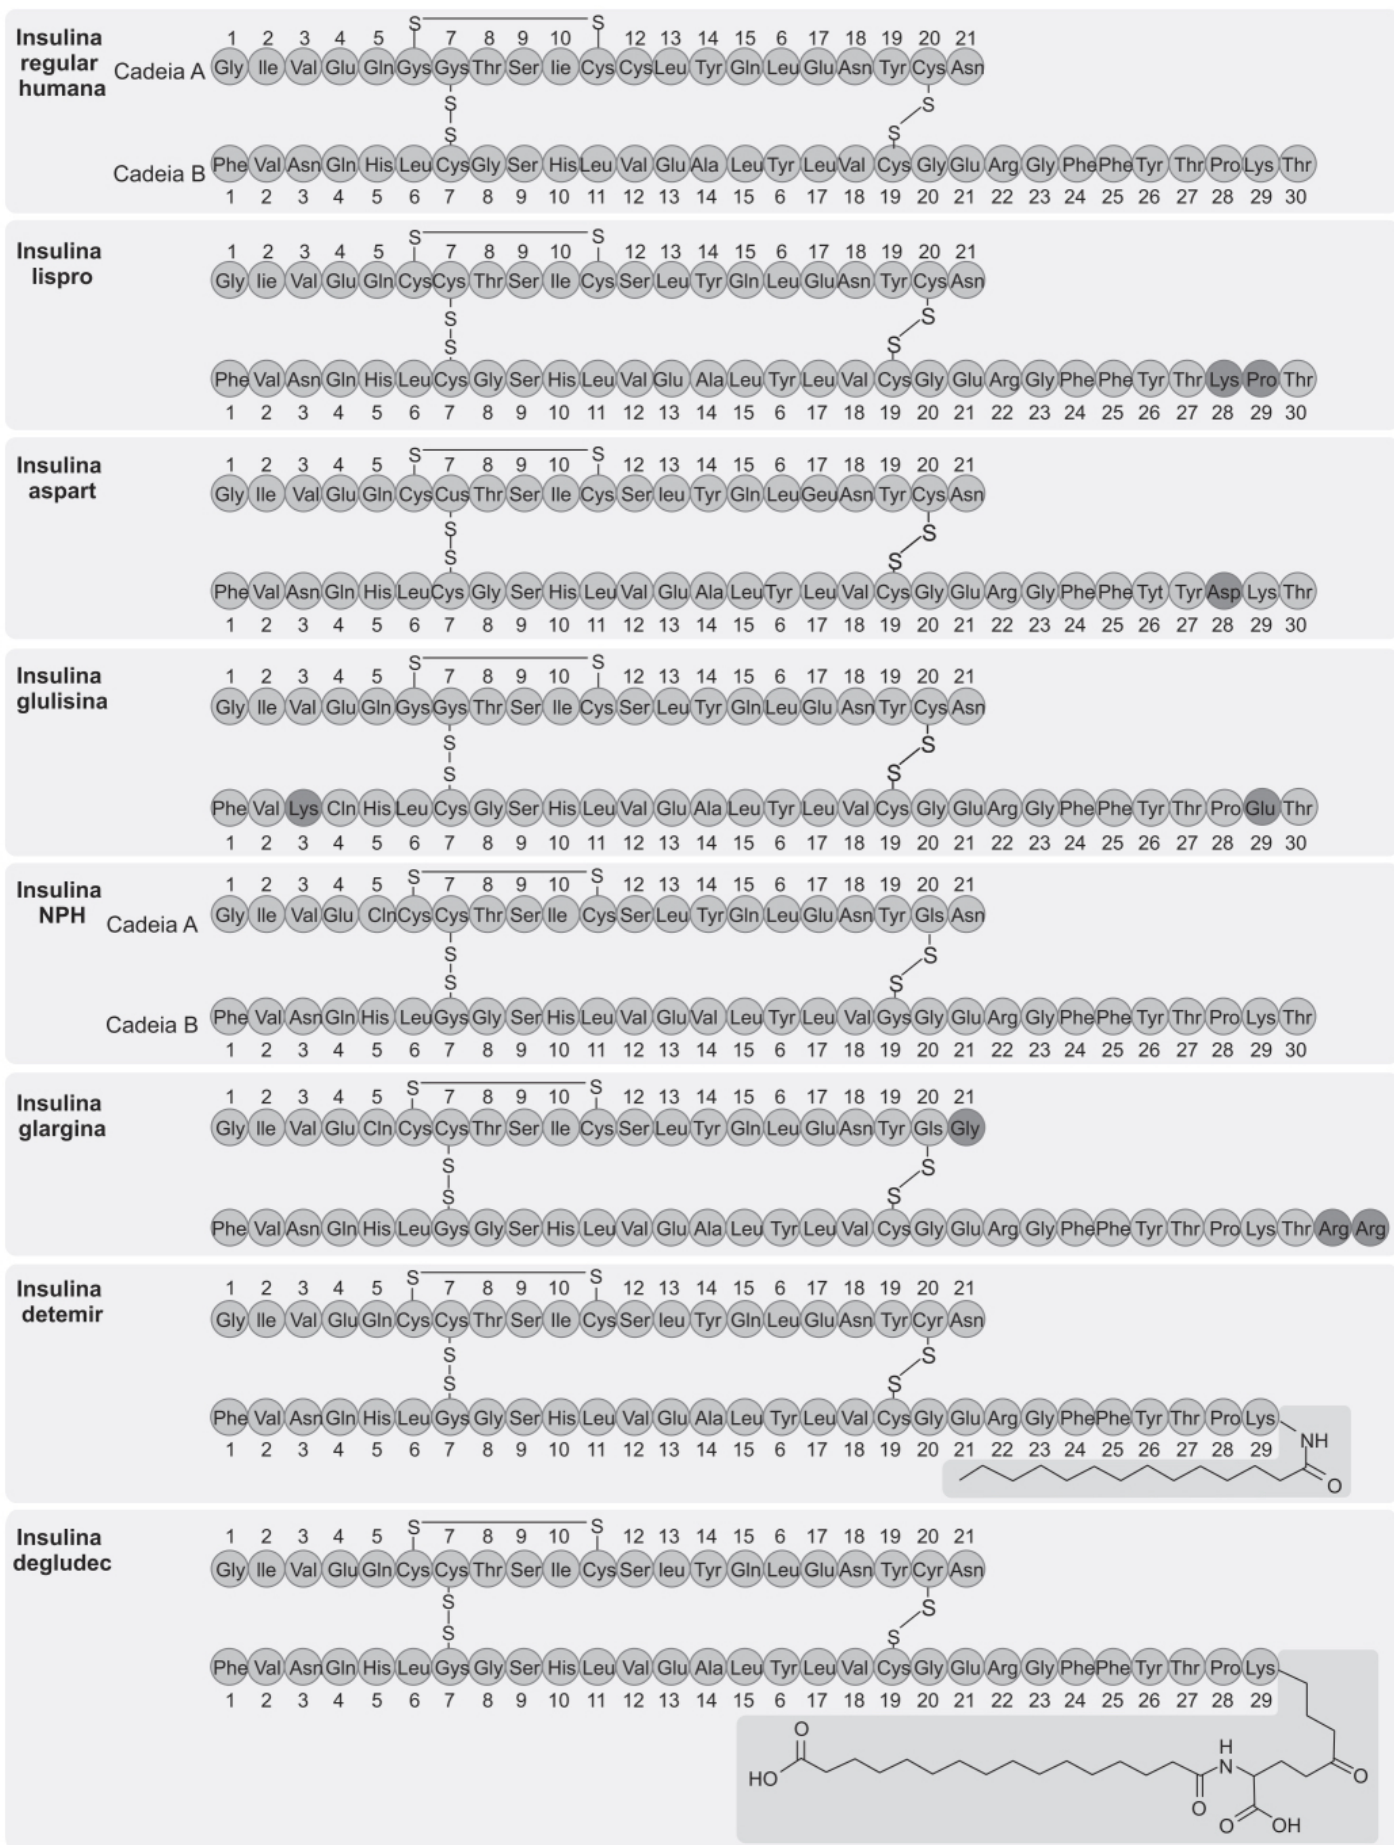 Insulina
regular
humana
S S
1 2 3 4 5 7 8 9 10 12 13 14 15 6 17 18 19 20 21
Cadeia A Gly Ile Val Glu Gln Gys Gys Thr Ser Iie Cys Cys Leu Tyr Gln Leu Glu Asn Tyr Cys Asn
S S
S S
Cadeia B Phe Val Asn Gln His Leu Cys Gly Ser His Leu Val Glu Ala Leu Tyr Leu Val Cys Gly Glu Arg Gly Phe Phe Tyr Thr Pro Lys Thr
1 2 3 4 5 6 7 8 9 10 11 12 13 14 15 6 17 18 19 20 21 22 23 24 25 26 27 28 29 30
Insulina
lispro
S S
1 2 3 4 5 7 8 9 10 12 13 14 15 6 17 18 19 20 21
Gly Iie Val Glu Gln Cys Cys Thr Ser Ile Cys Ser Leu Tyr Gln Leu Glu Asn Tyr Cys Asn
S S
S S
Phe Val Asn Gln His Leu Cys Gly Ser His Leu Val Glu Ala Leu Tyr Leu Val Cys Gly Glu Arg Gly Phe Phe Tyr Thr Lys Pro Thr
1 2 3 4 5 6 7 8 9 10 11 12 13 14 15 6 17 18 19 20 21 22 23 24 25 26 27 28 29 30
Insulina
aspart
S S
1 2 3 4 5 7 8 9 10 12 13 14 15 6 17 18 19 20 21
Gly Ile Val Glu Gln Cys Cus Thr Ser Ile Cys Ser leu Tyr Gln Leu Geu Asn Tyr Cys Asn
S S
S S
Phe Val Asn Gln His Leu Cys Gly Ser His Leu Val Glu Ala Leu Tyr Leu Val Cys Gly Glu Arg Gly Phe Phe Tyt Tyr Asp Lys Thr
1 2 3 4 5 6 7 8 9 10 11 12 13 14 15 6 17 18 19 20 21 22 23 24 25 26 27 28 29 30
Insulina
glulisina
S S
1 2 3 4 5 7 8 9 10 12 13 14 15 6 17 18 19 20 21
Gly Ile Val Glu Gln Gys Gys Thr Ser Ile Cys Ser Leu Tyr Gln Leu Glu Asn Tyr Cys Asn
S S
S S
Phe Val Lys Cln His Leu Cys Gly Ser His Leu Val Glu Ala Leu Tyr Leu Val Cys Gly Glu Arg Gly Phe Phe Tyr Thr Pro Glu Thr
1 2 3 4 5 6 7 8 9 10 11 12 13 14 15 6 17 18 19 20 21 22 23 24 25 26 27 28 29 30
Insulina
NPH
S S
1 2 3 4 5 7 8 9 10 12 13 14 15 6 17 18 19 20 21
Cadeia A Gly Ile Val Glu Cln Cys Cys Thr Ser Ile Cys Ser Leu Tyr Gln Leu Glu Asn Tyr Gls Asn
S S
S S
Cadeia B Phe Val Asn Gln His Leu Gys Gly Ser His Leu Val Glu Val Leu Tyr Leu Val Gys Gly Glu Arg Gly Phe Phe Tyr Thr Pro Lys Thr
1 2 3 4 5 6 7 8 9 10 11 12 13 14 15 6 17 18 19 20 21 22 23 24 25 26 27 28 29 30
Insulina
glargina
S S
1 2 3 4 5 7 8 9 10 12 13 14 15 6 17 18 19 20 21
Gly Ile Val Glu Cln Cys Cys Thr Ser Ile Cys Ser Leu Tyr Gln Leu Glu Asn Tyr Gls Gly
S S
S S
Phe Val Asn Gln His Leu Gys Gly Ser His Leu Val Glu Ala Leu Tyr Leu Val Cys Gly Glu Arg Gly Phe Phe Tyr Thr Pro Lys Thr Arg Arg
Insulina
detemir
S S
1 2 3 4 5 7 8 9 10 12 13 14 15 6 17 18 19 20 21
Gly Ile Val Glu Gln Cys Cys Thr Ser Ile Cys Ser leu Tyr Gln Leu Glu Asn Tyr Cyr Asn
S S
S S
Phe Val Asn Gln His Leu Gys Gly Ser His Leu Val Glu Ala Leu Tyr Leu Val Cys Gly Glu Arg Gly Phe Phe Tyr Thr Pro Lys
1 2 3 4 5 6 7 8 9 10 11 12 13 14 15 6 17 18 19 20 21 22 23 24 25 26 27 28 29
NH
O
Insulina
degludec
S S
1 2 3 4 5 7 8 9 10 12 13 14 15 6 17 18 19 20 21
Gly Ile Val Glu Gln Cys Cys Thr Ser Ile Cys Ser leu Tyr Gln Leu Glu Asn Tyr Cyr Asn
S S
S S
Phe Val Asn Gln His Leu Gys Gly Ser His Leu Val Glu Ala Leu Tyr Leu Val Cys Gly Glu Arg Gly Phe Phe Tyr Thr Pro Lys
1 2 3 4 5 6 7 8 9 10 11 12 13 14 15 6 17 18 19 20 21 22 23 24 25 26 27 28 29
O H
HO N O
O
O OH